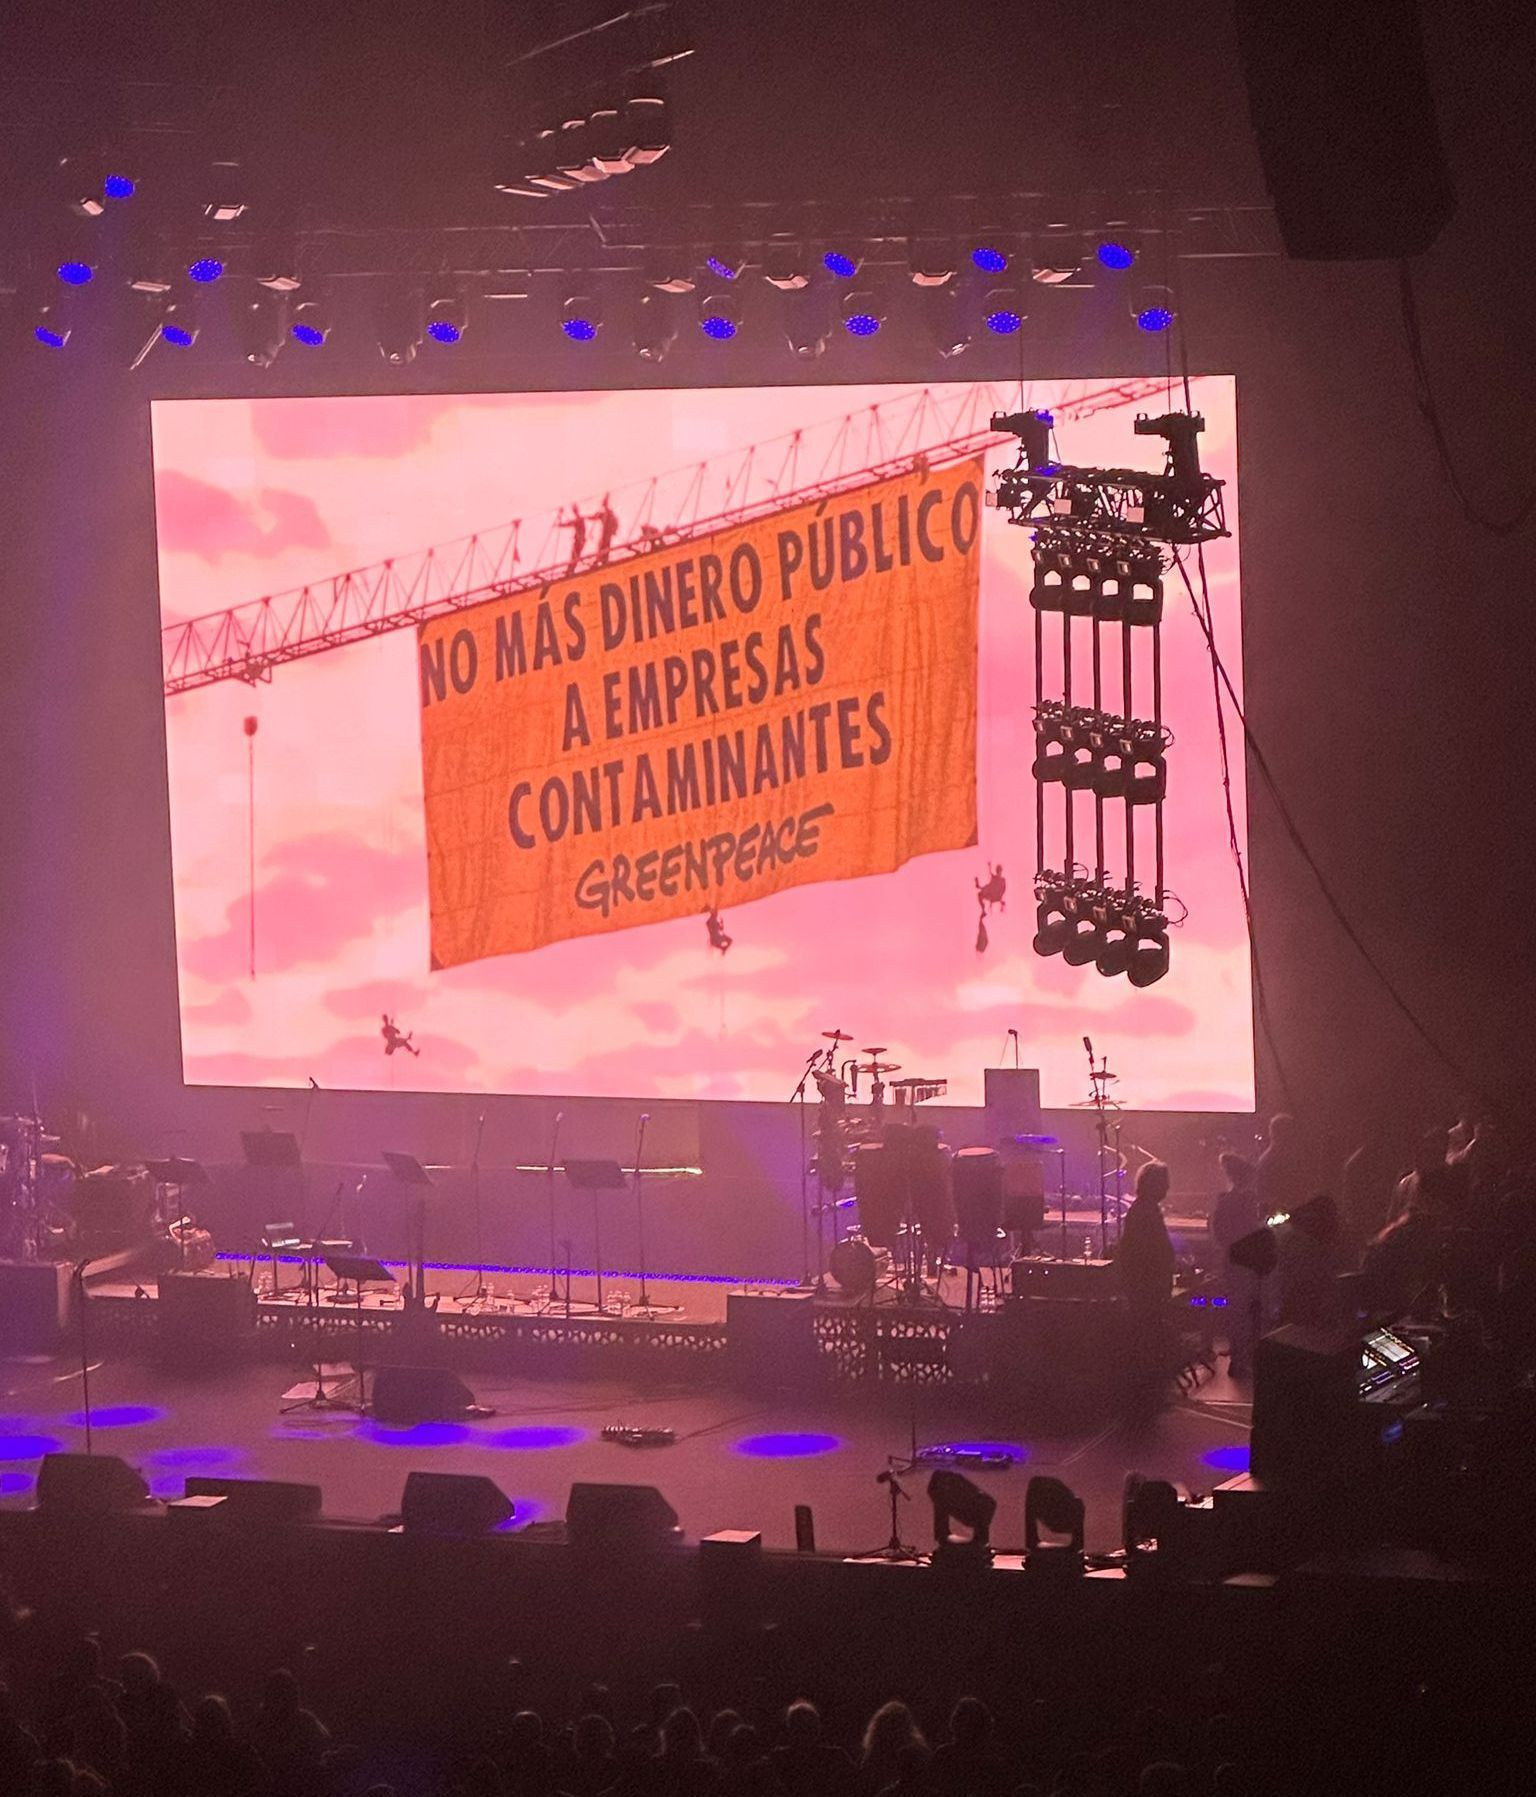 NO MÁS DINERO PÚBLICO
A EMPRESAS
CONTAMINANTES
GREENPEACE